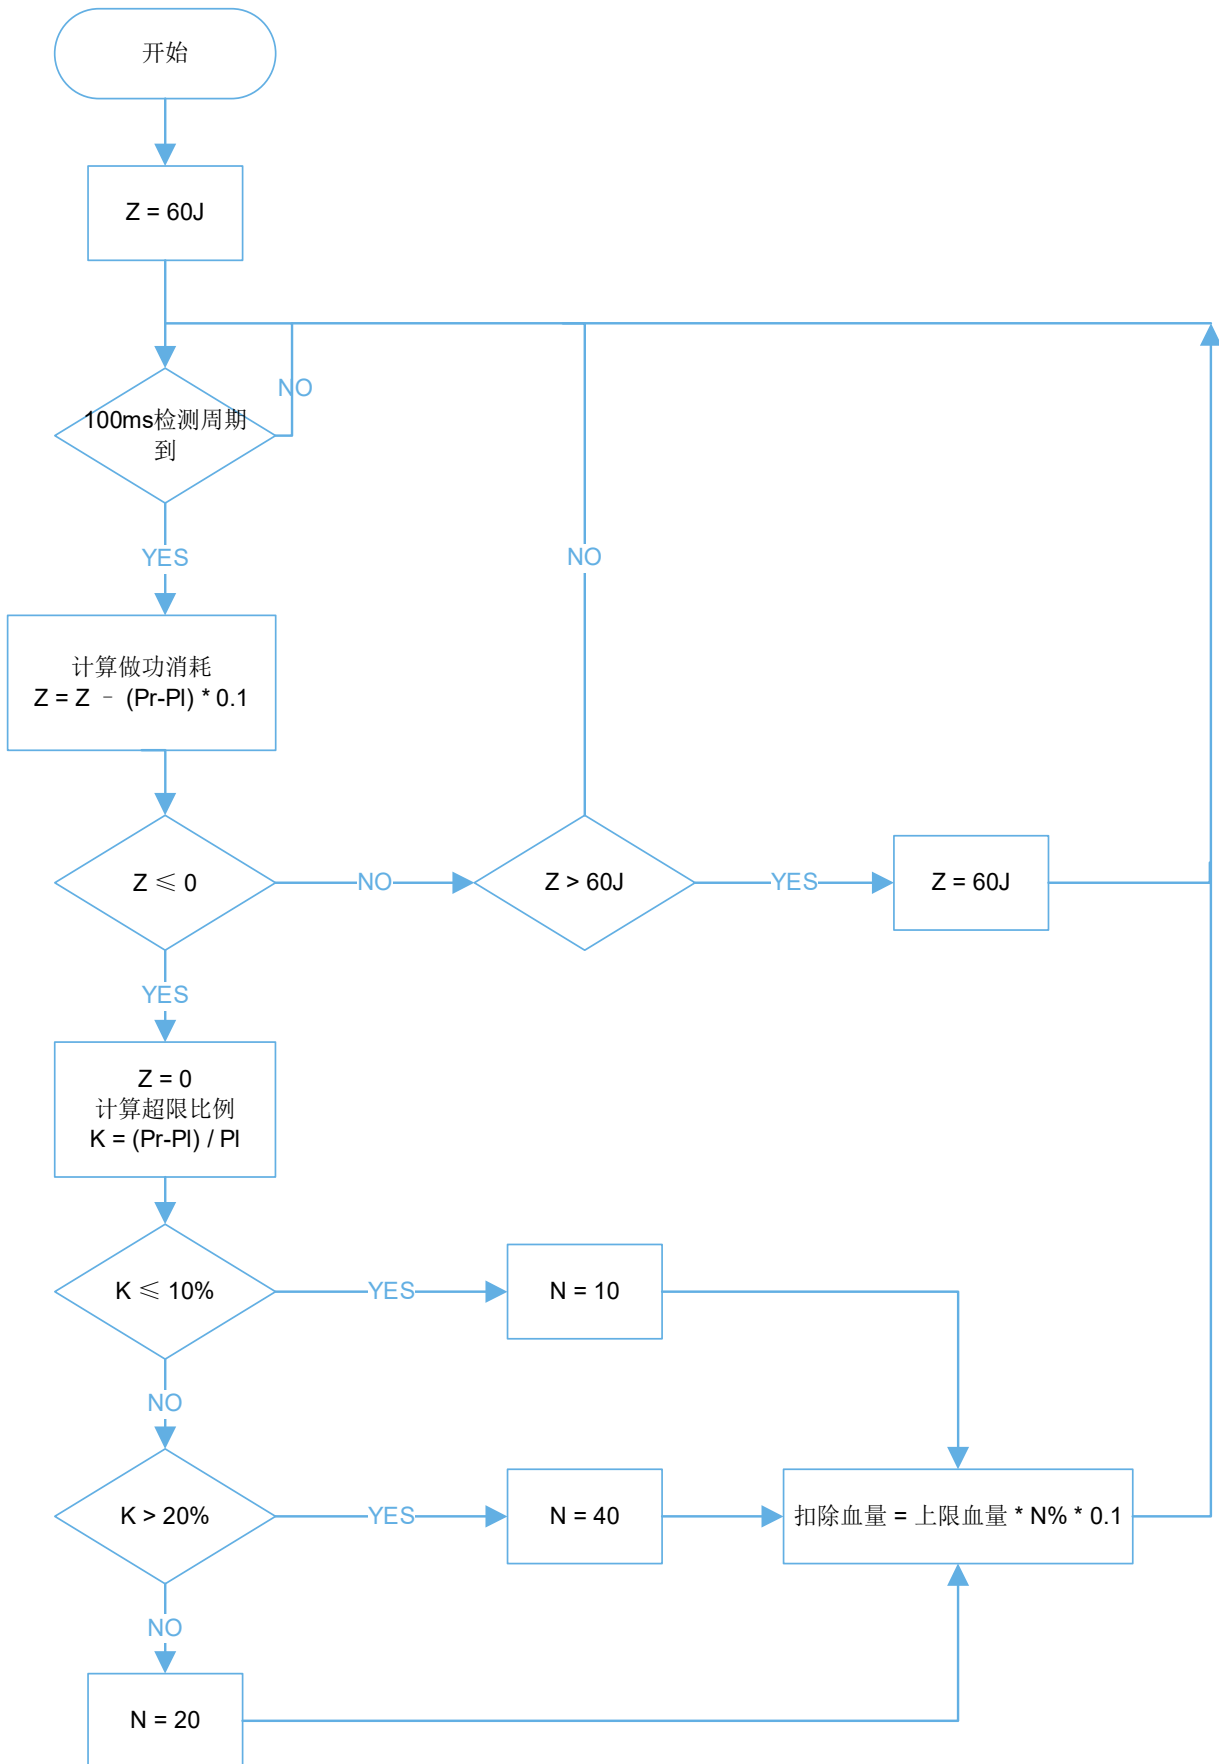 开始
Z = 60J
100ms检测周期
到
NO
YES
计算做功消耗
Z = Z – (Pr-Pl) * 0.1
NO
Z ≤ 0
NO
Z > 60J
YES
Z = 60J
YES
Z = 0
计算超限比例
K = (Pr-Pl) / Pl
K ≤ 10%
YES
N = 10
NO
K > 20%
YES
N = 40
扣除血量 = 上限血量 * N% * 0.1
NO
N = 20